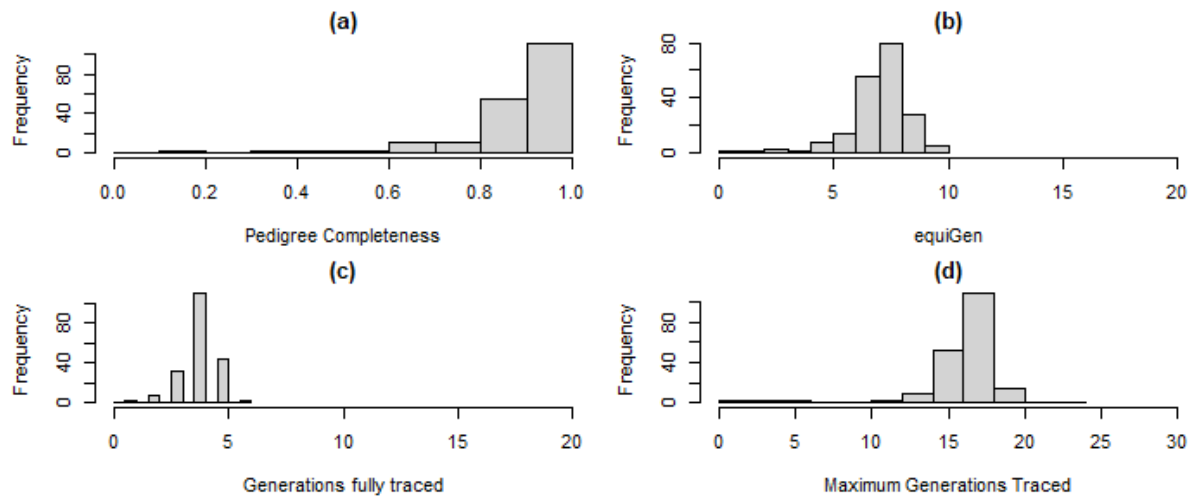 (a)
Frequency
0 40 80
0.0 0.2 0.4 0.6 0.8 1.0
Pedigree Completeness
(b)
Frequency
0 40 80
0 5 10 15 20
equiGen
(c)
Frequency
0 40 80
0 5 10 15 20
Generations fully traced
(d)
Frequency
0 40 80
0 5 10 15 20 25 30
Maximum Generations Traced